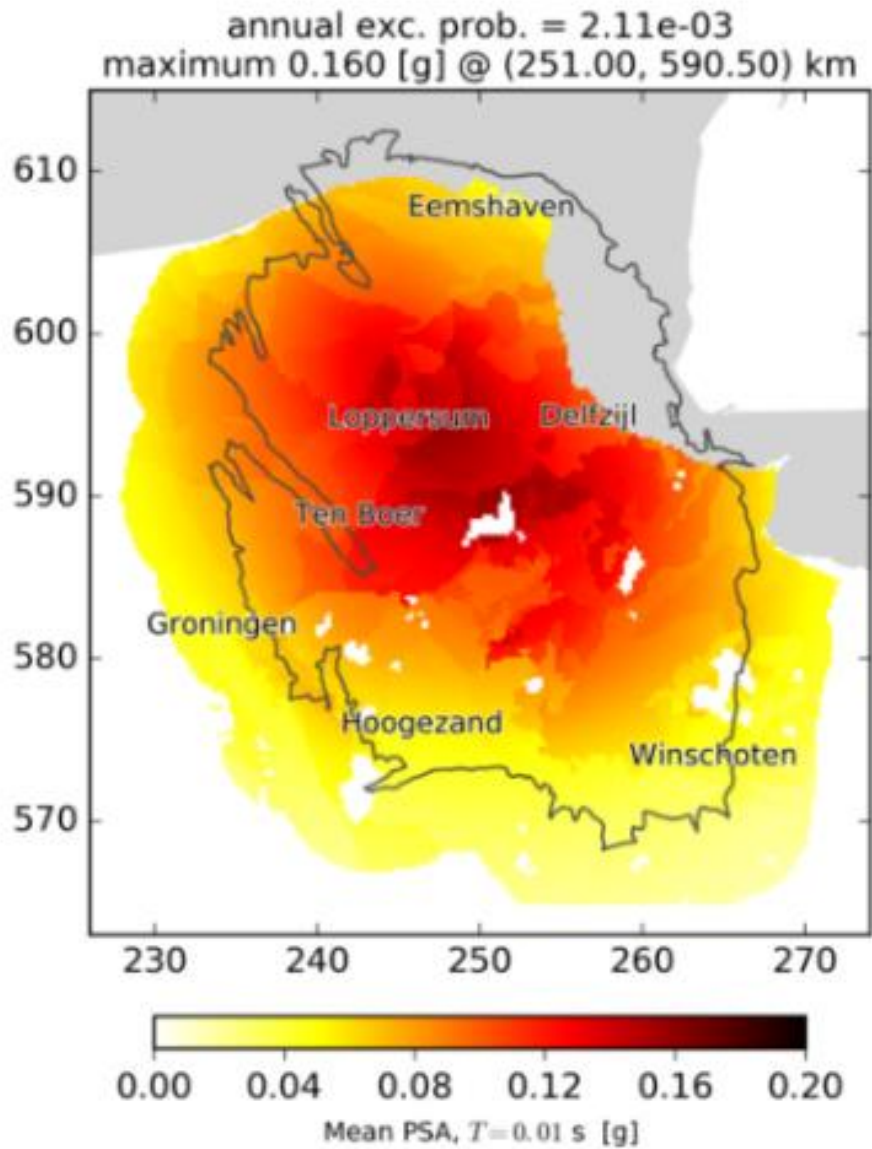 annual exc. prob. = 2.11e-03
maximum 0.160 [g] @ (251.00, 590.50) km
610
Eemshaven
600
Loppersum Delfzijl
590
Ten Boer
Groningen
580
Hoogezand
Winschoten
570
230 240 250 260 270
0.00 0.04 0.08 0.12 0.16 0.20
Mean PSA, T=0.01 s [g]